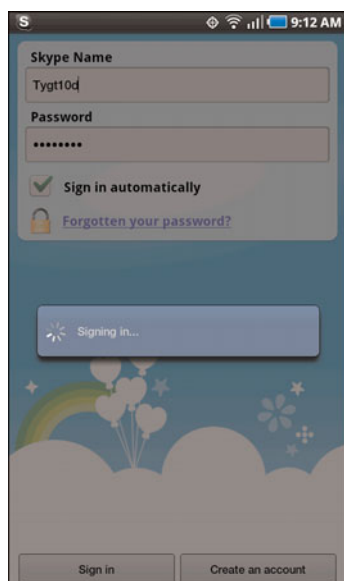 S 9:12 AM
Skype Name
Tygt10d
Password
••••••••
Sign in automatically
Forgotten your password?
Signing in...
Sign in Create an account